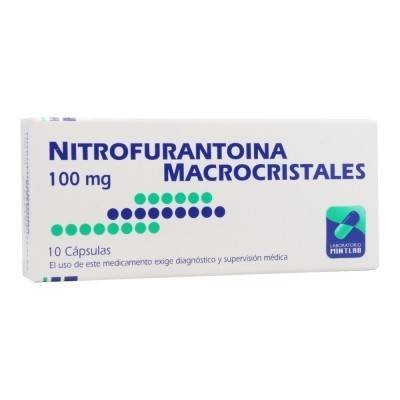 NITROFURANTOINA
100 mg MACROCRISTALES
10 Cápsulas
El uso de este medicamento exige diagnóstico y supervisión médica
LABORATORIO
MINTLAB